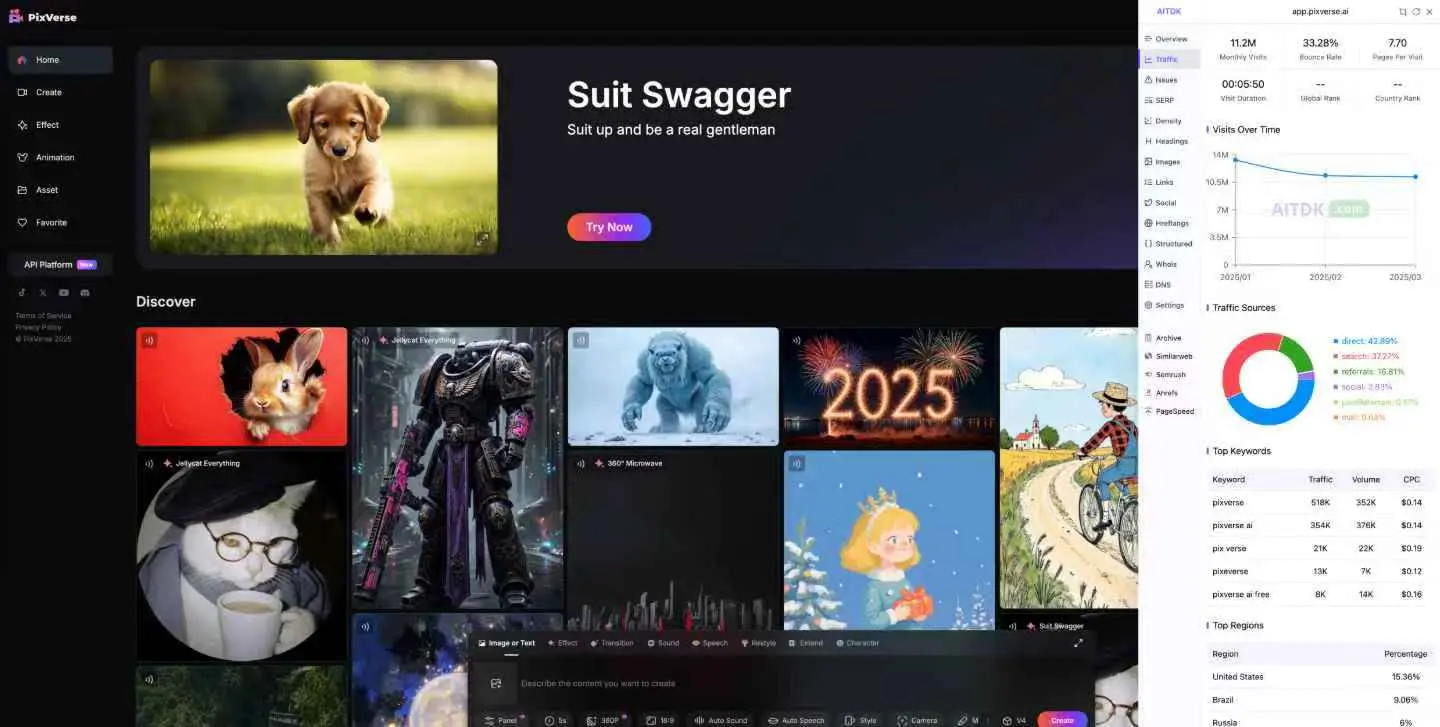 PixVerse
Home
Create
Effect
Animation
Asset
Favorite
API Platform New
Terms of Service
Privacy Policy
© PixVerse 2025
Suit Swagger
Suit up and be a real gentleman
Try Now
Discover
Jellycat Everything
2025
Jellycat Everything
360° Microwave
Suit Swagger
Image or Text
Effect
Transition
Sound
Speech
Restyle
Extend
Character
Describe the content you want to create
Panel
5s
360P
16:9
Auto Sound
Auto Speech
Style
Camera
M
V4
Create
AITDK
app.pixverse.ai
Overview
Traffic
Issues
SERP
Density
Headings
Images
Links
Social
Hreflangs
Structured
Whois
DNS
Settings
Archive
Similarweb
Semrush
Ahrefs
PageSpeed
11.2M 33.28% 7.70
Monthly Visits Bounce Rate Pages Per Visit
00:05:50 -- --
Visit Duration Global Rank Country Rank
Visits Over Time
14M
10.5M
7M
3.5M
0
AITDK .com
2025/01 2025/02 2025/03
Traffic Sources
direct: 42.89%
search: 37.27%
referrals: 16.81%
social: 2.83%
mail: 0.03%
Top Keywords
Keyword Traffic Volume CPC
pixverse 518K 352K $0.14
pixverse ai 354K 376K $0.14
pix verse 21K 22K $0.19
pixeverse 13K 7K $0.12
pixverse ai free 8K 14K $0.16
Top Regions
Region Percentage
United States 15.36%
Brazil 9.06%
Russia 6%